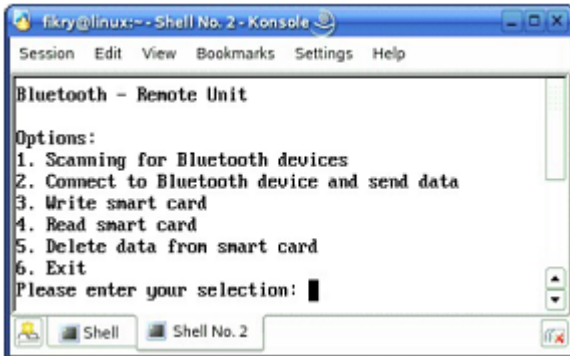 fikry@linux:~ - Shell No. 2 - Konsole
Session Edit View Bookmarks Settings Help
Bluetooth - Remote Unit
Options:
1. Scanning for Bluetooth devices
2. Connect to Bluetooth device and send data
3. Write smart card
4. Read smart card
5. Delete data from smart card
6. Exit
Please enter your selection:
Shell Shell No. 2